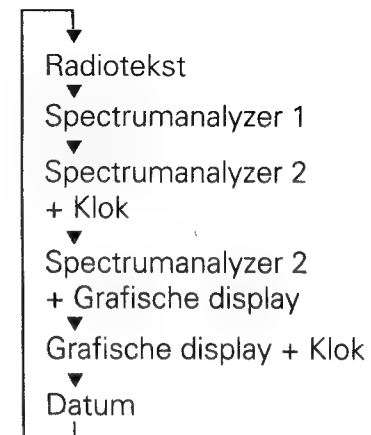 Radiotekst
Spectrumanalyzer 1
Spectrumanalyzer 2
+ Klok
Spectrumanalyzer 2
+ Grafische display
Grafische display + Klok
Datum